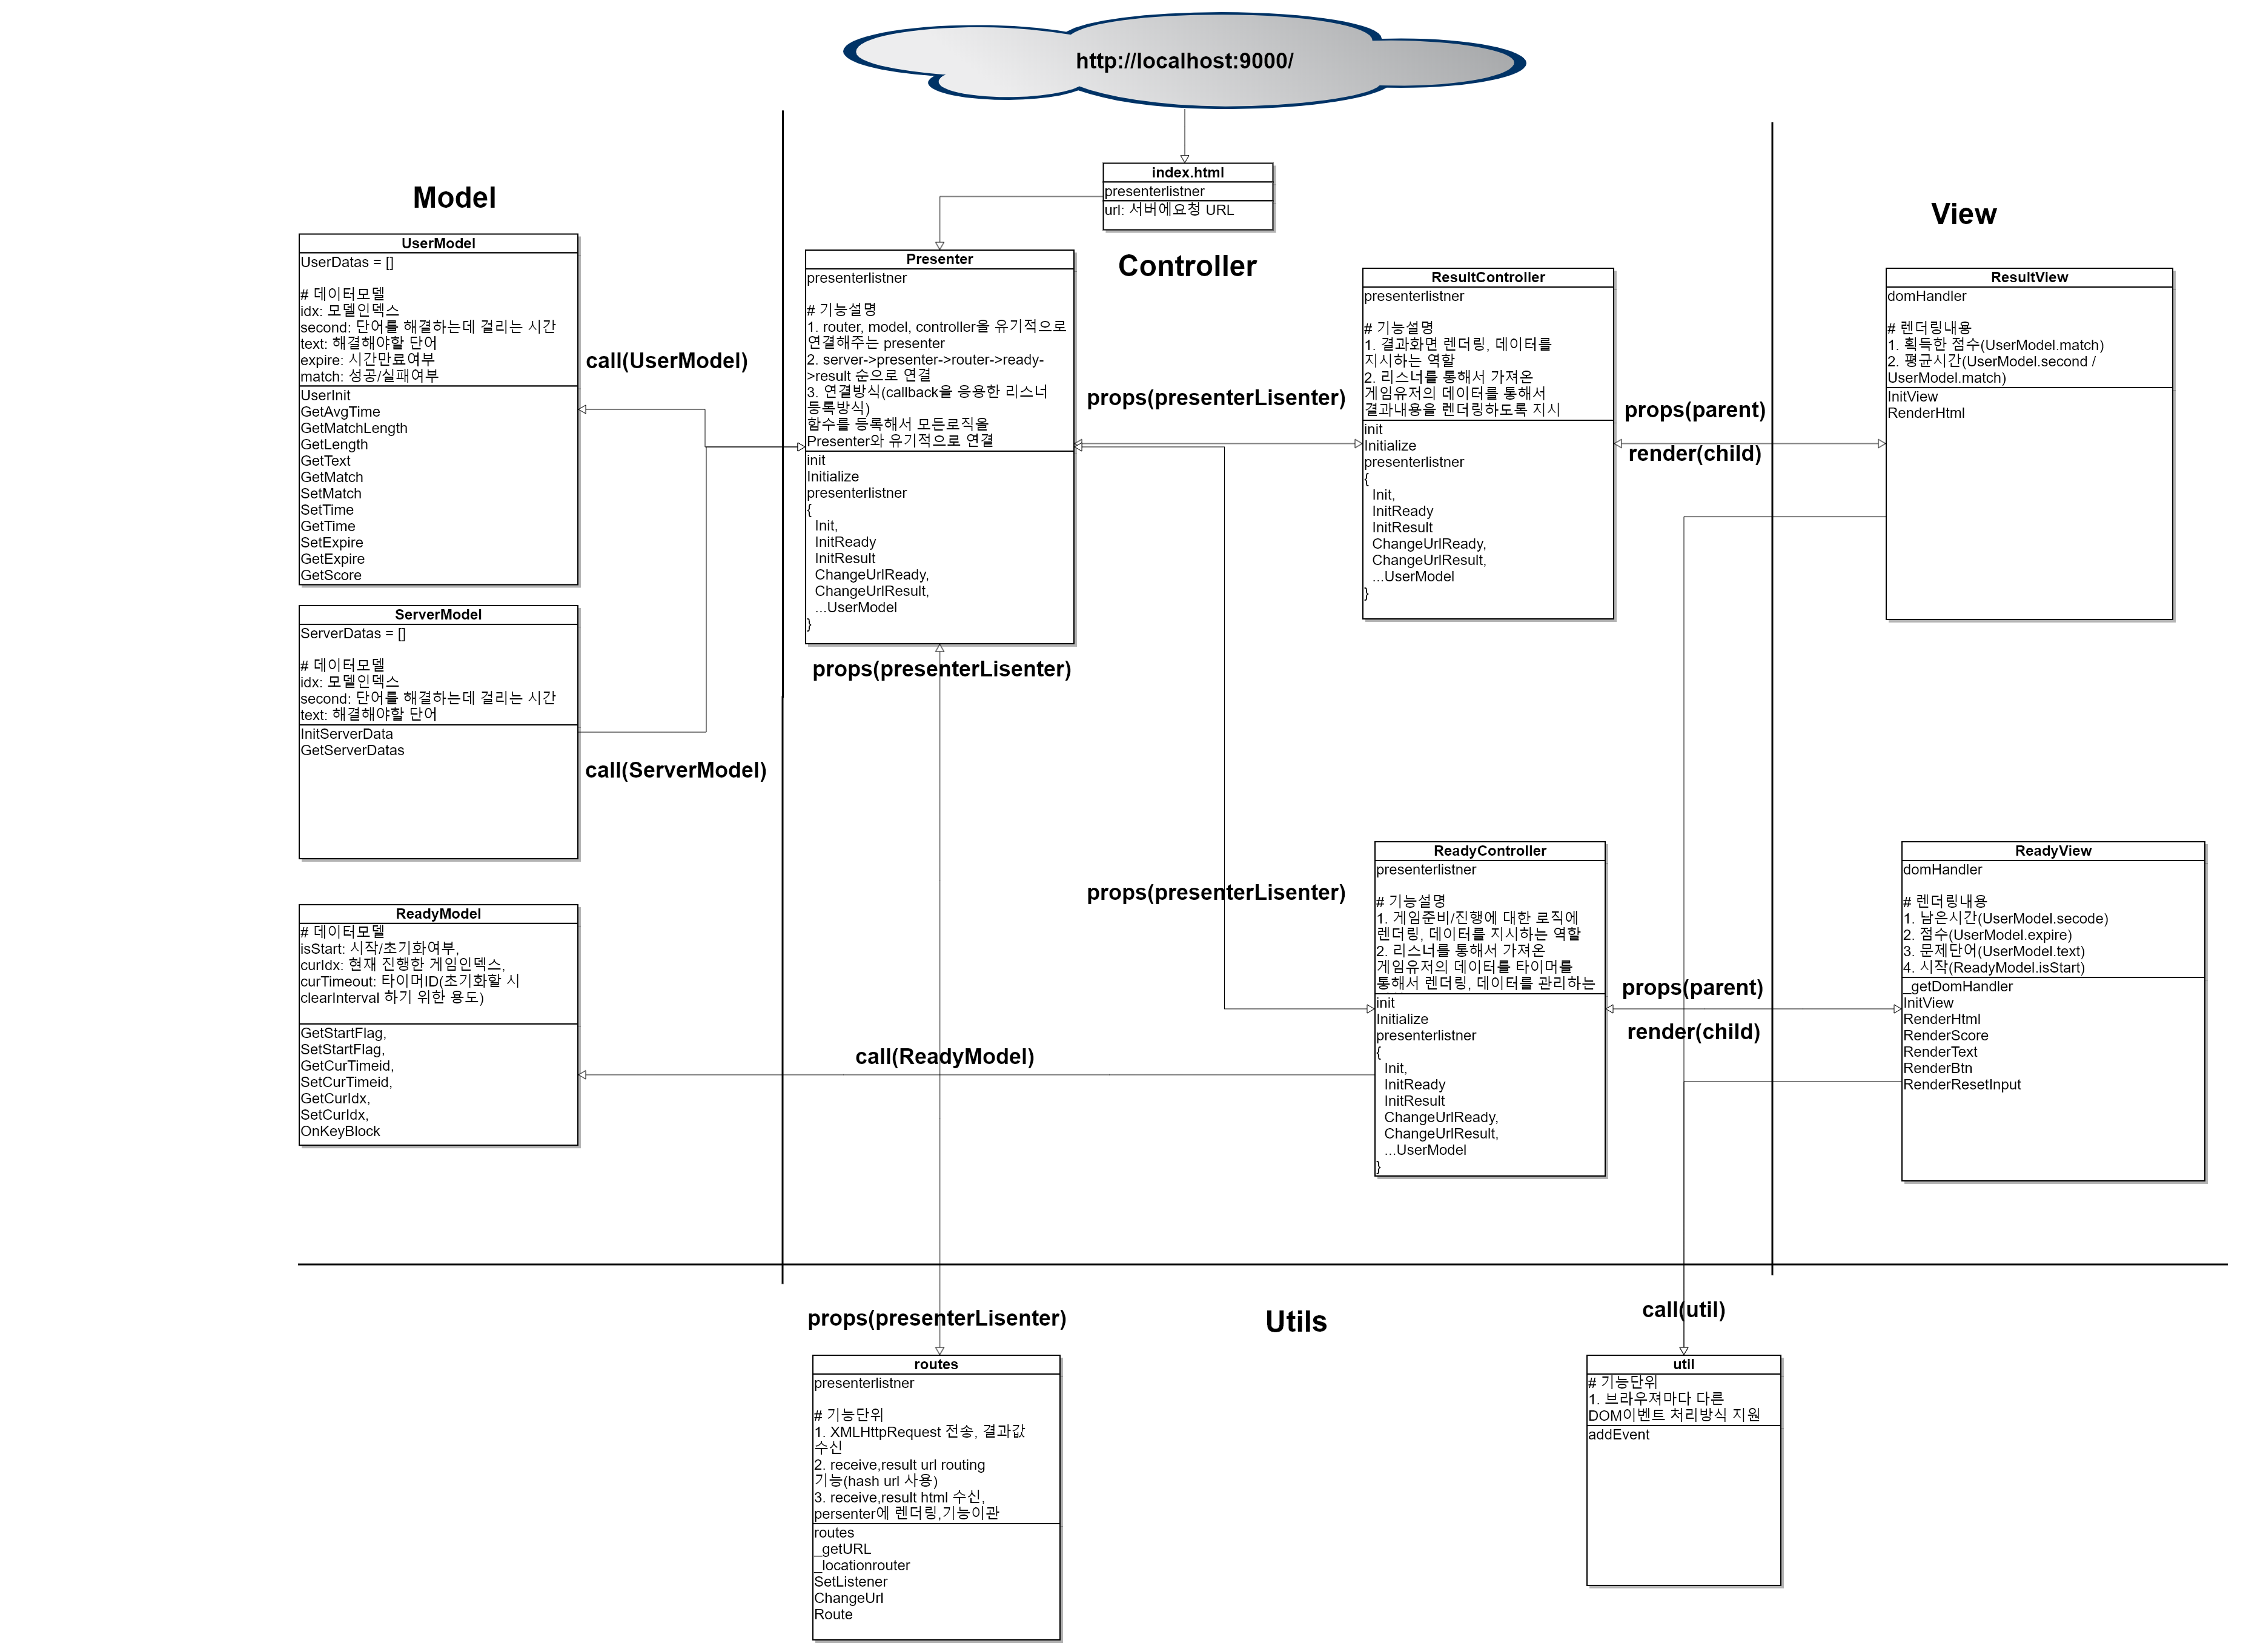 http://localhost:9000/
index.html
presenterlistner
url: 서버에요청 URL
Model
Controller
View
UserModel
UserDatas = []
# 데이터모델
idx: 모델인덱스
second: 단어를 해결하는데 걸리는 시간
text: 해결해야할 단어
expire: 시간만료여부
match: 성공/실패여부
UserInit
GetAvgTime
GetMatchLength
GetLength
GetText
GetMatch
SetMatch
SetTime
GetTime
SetExpire
GetExpire
GetScore
call(UserModel)
ServerModel
ServerDatas = []
# 데이터모델
idx: 모델인덱스
second: 단어를 해결하는데 걸리는 시간
text: 해결해야할 단어
InitServerData
GetServerDatas
call(ServerModel)
ReadyModel
# 데이터모델
isStart: 시작/초기화여부,
curIdx: 현재 진행한 게임인덱스,
curTimeout: 타이머ID(초기화할 시
clearInterval 하기 위한 용도)
GetStartFlag,
SetStartFlag,
GetCurTimeid,
SetCurTimeid,
GetCurIdx,
SetCurIdx,
OnKeyBlock
call(ReadyModel)
Presenter
presenterlistner
# 기능설명
1. router, model, controller을 유기적으로
연결해주는 presenter
2. server->presenter->router->ready-
>result 순으로 연결
3. 연결방식(callback을 응용한 리스너
등록방식)
함수를 등록해서 모든로직을
Presenter와 유기적으로 연결
init
Initialize
presenterlistner
{
Init,
InitReady
InitResult
ChangeUrlReady,
ChangeUrlResult,
...UserModel
}
props(presenterLisenter)
props(presenterLisenter)
props(presenterLisenter)
ResultController
presenterlistner
# 기능설명
1. 결과화면 렌더링, 데이터를
지시하는 역할
2. 리스너를 통해서 가져온
게임유저의 데이터를 통해서
결과내용을 렌더링하도록 지시
init
Initialize
presenterlistner
{
Init,
InitReady
InitResult
ChangeUrlReady,
ChangeUrlResult,
...UserModel
}
props(parent)
render(child)
ResultView
domHandler
# 렌더링내용
1. 획득한 점수(UserModel.match)
2. 평균시간(UserModel.second /
UserModel.match)
InitView
RenderHtml
ReadyController
presenterlistner
# 기능설명
1. 게임준비/진행에 대한 로직에
렌더링, 데이터를 지시하는 역할
2. 리스너를 통해서 가져온
게임유저의 데이터를 타이머를
통해서 렌더링, 데이터를 관리하는
init
Initialize
presenterlistner
{
Init,
InitReady
InitResult
ChangeUrlReady,
ChangeUrlResult,
...UserModel
}
props(parent)
render(child)
ReadyView
domHandler
# 렌더링내용
1. 남은시간(UserModel.secode)
2. 점수(UserModel.expire)
3. 문제단어(UserModel.text)
4. 시작(ReadyModel.isStart)
_getDomHandler
InitView
RenderHtml
RenderScore
RenderText
RenderBtn
RenderResetInput
Utils
props(presenterLisenter)
routes
presenterlistner
# 기능단위
1. XMLHttpRequest 전송, 결과값
수신
2. receive,result url routing
기능(hash url 사용)
3. receive,result html 수신,
persenter에 렌더링,기능이관
routes
_getURL
_locationrouter
SetListener
ChangeUrl
Route
call(util)
util
# 기능단위
1. 브라우져마다 다른
DOM이벤트 처리방식 지원
addEvent